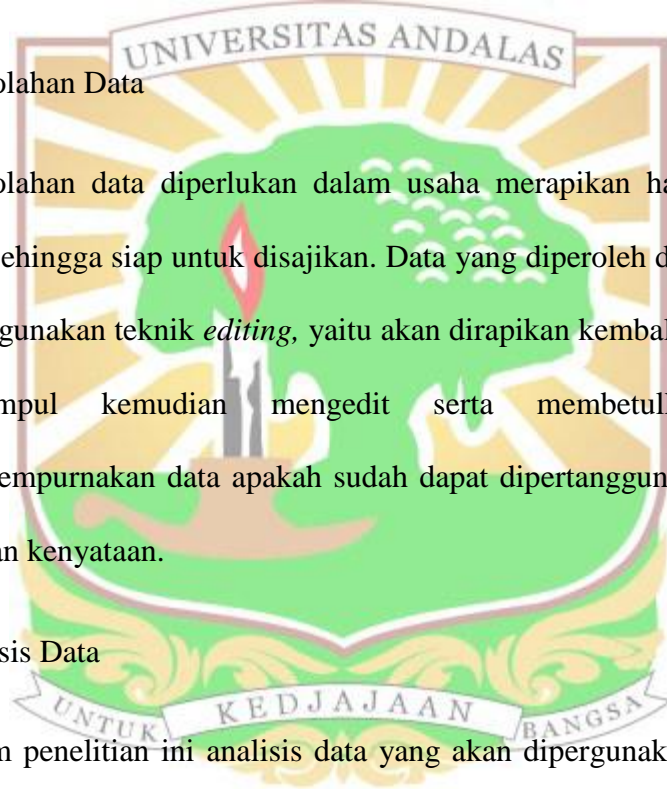 UNIVERSITAS ANDALAS
olahan Data
olahan data diperlukan dalam usaha merapikan ha
ehingga siap untuk disajikan. Data yang diperoleh d
gunakan teknik editing, yaitu akan dirapikan kembal
mpul kemudian mengedit serta membetul
empurnakan data apakah sudah dapat dipertanggun
an kenyataan.
sis Data
UNTUK KEDJAJAAN BANGSA
m penelitian ini analisis data yang akan dipergunak